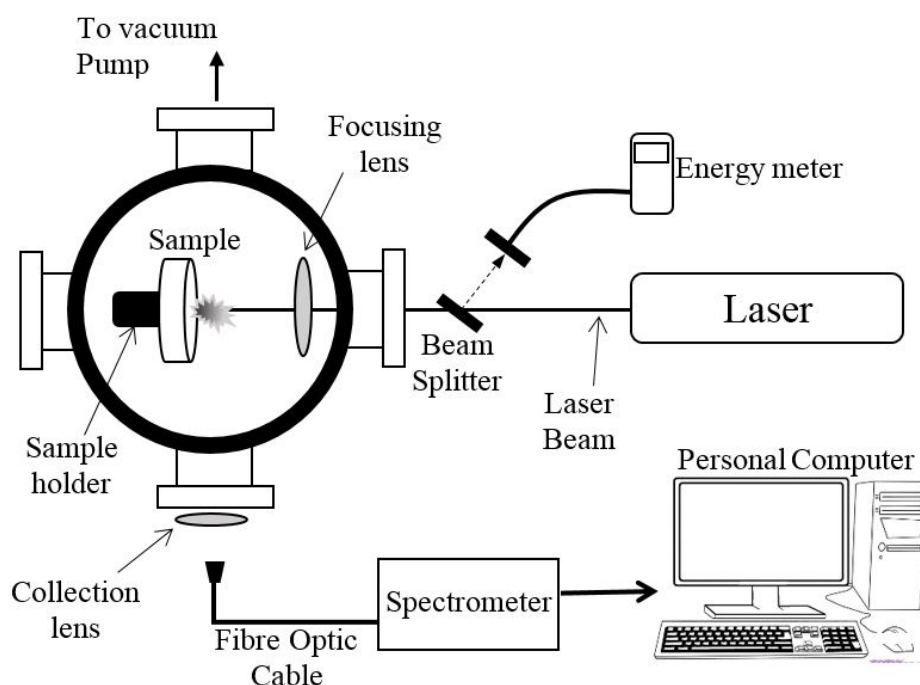 To vacuum
Pump
Focusing
lens
Energy meter
Sample
Laser
Beam
Splitter
Laser
Beam
Sample
holder
Personal Computer
Collection
lens
Spectrometer
Fibre Optic
Cable